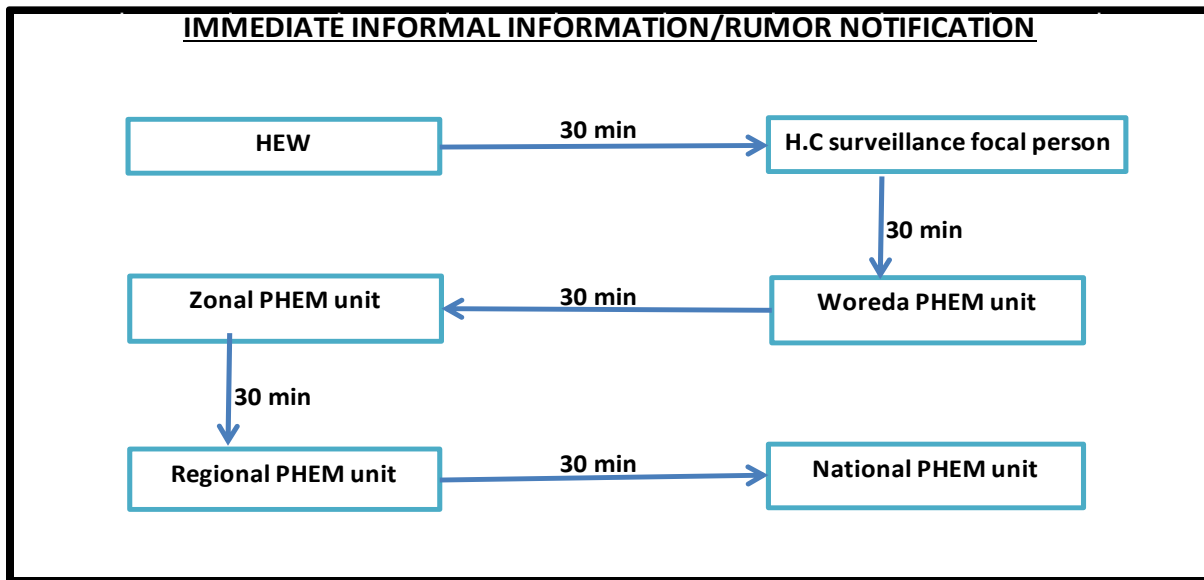 IMMEDIATE INFORMAL INFORMATION/RUMOR NOTIFICATION
HEW
30 min
H.C surveillance focal person
30 min
Zonal PHEM unit
30 min
Woreda PHEM unit
30 min
Regional PHEM unit
30 min
National PHEM unit